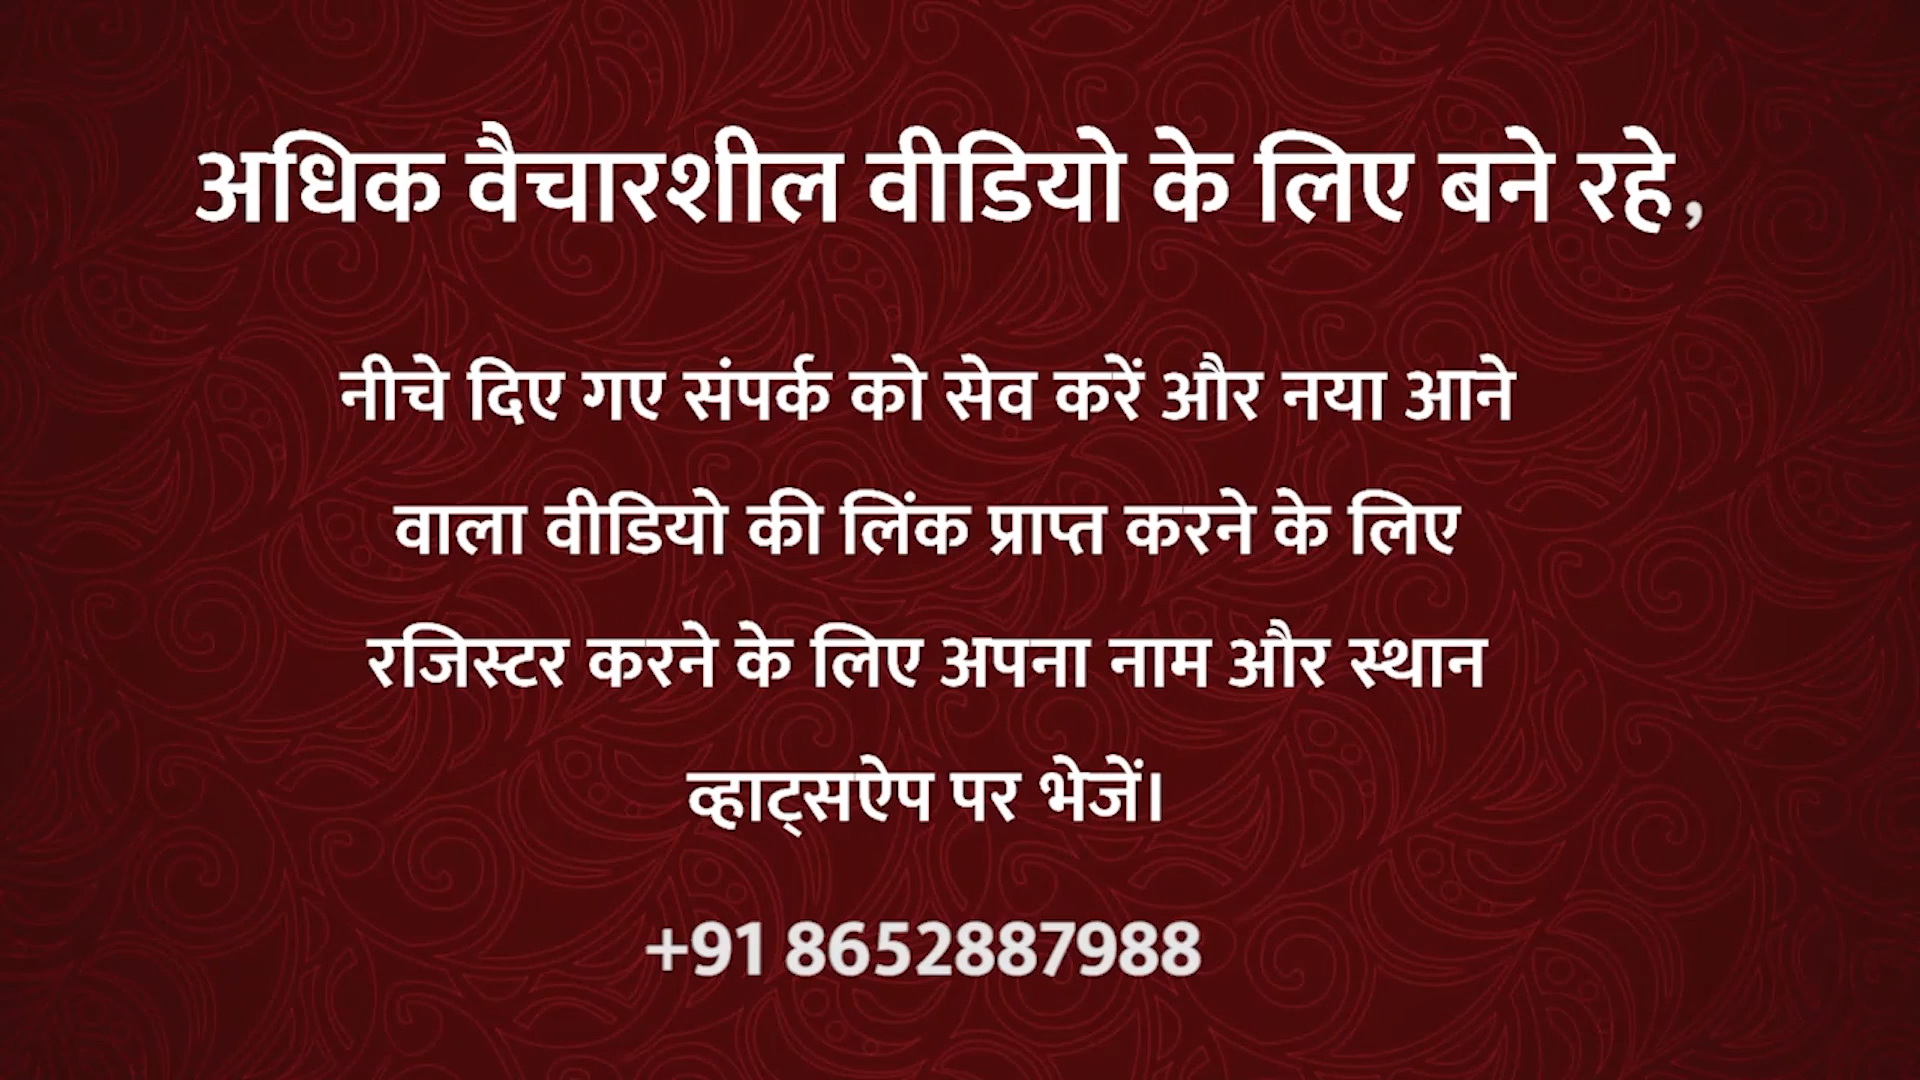 अधिक वैचारशील वीडियो के लिए बने रहे,
नीचे दिए गए संपर्क को सेव करें और नया आने
वाला वीडियो की लिंक प्राप्त करने के लिए
रजिस्टर करने के लिए अपना नाम और स्थान
व्हाट्सऐप पर भेजें।
+91 8652887988